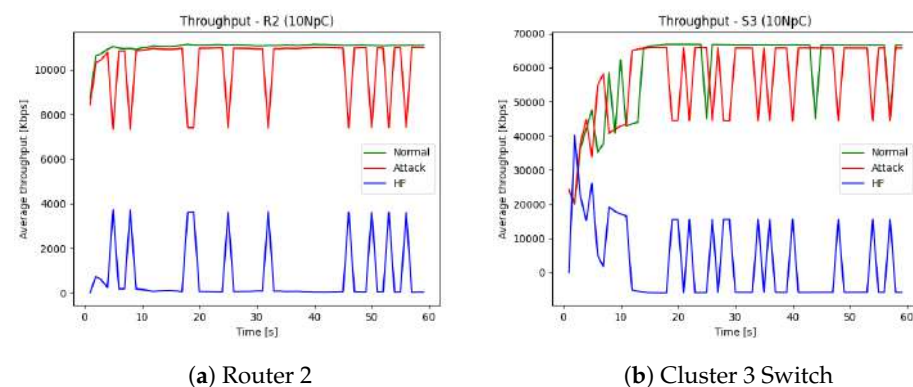 Throughput - R2 (10NpC)
Average throughput [Kbps]
10000
8000
6000
4000
2000
0
Normal
Attack
HF
0
10
20
30
40
50
60
Time [s]
(a) Router 2
Throughput - S3 (10NpC)
Average throughput [Kbps]
70000
60000
50000
40000
30000
20000
10000
0
Normal
Attack
HF
0
10
20
30
40
50
60
Time [s]
(b) Cluster 3 Switch